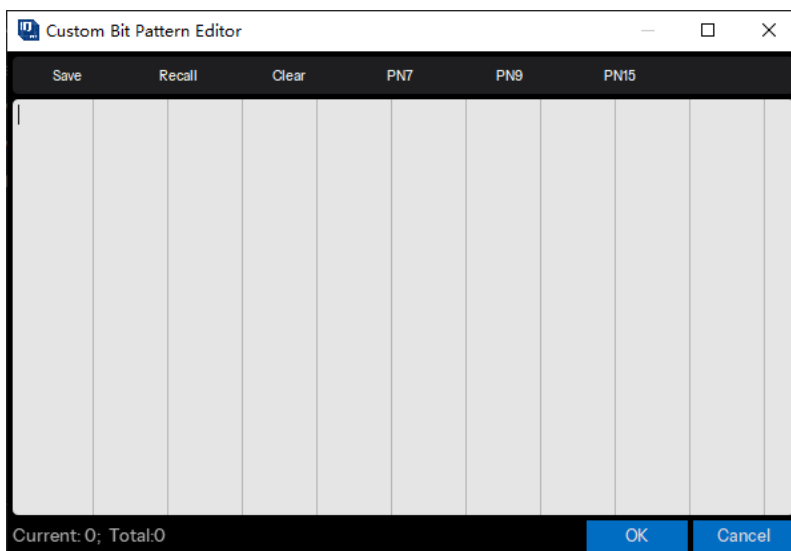 Custom Bit Pattern Editor
Save Recall Clear PN7 PN9 PN15
Current: 0; Total:0 OK Cancel